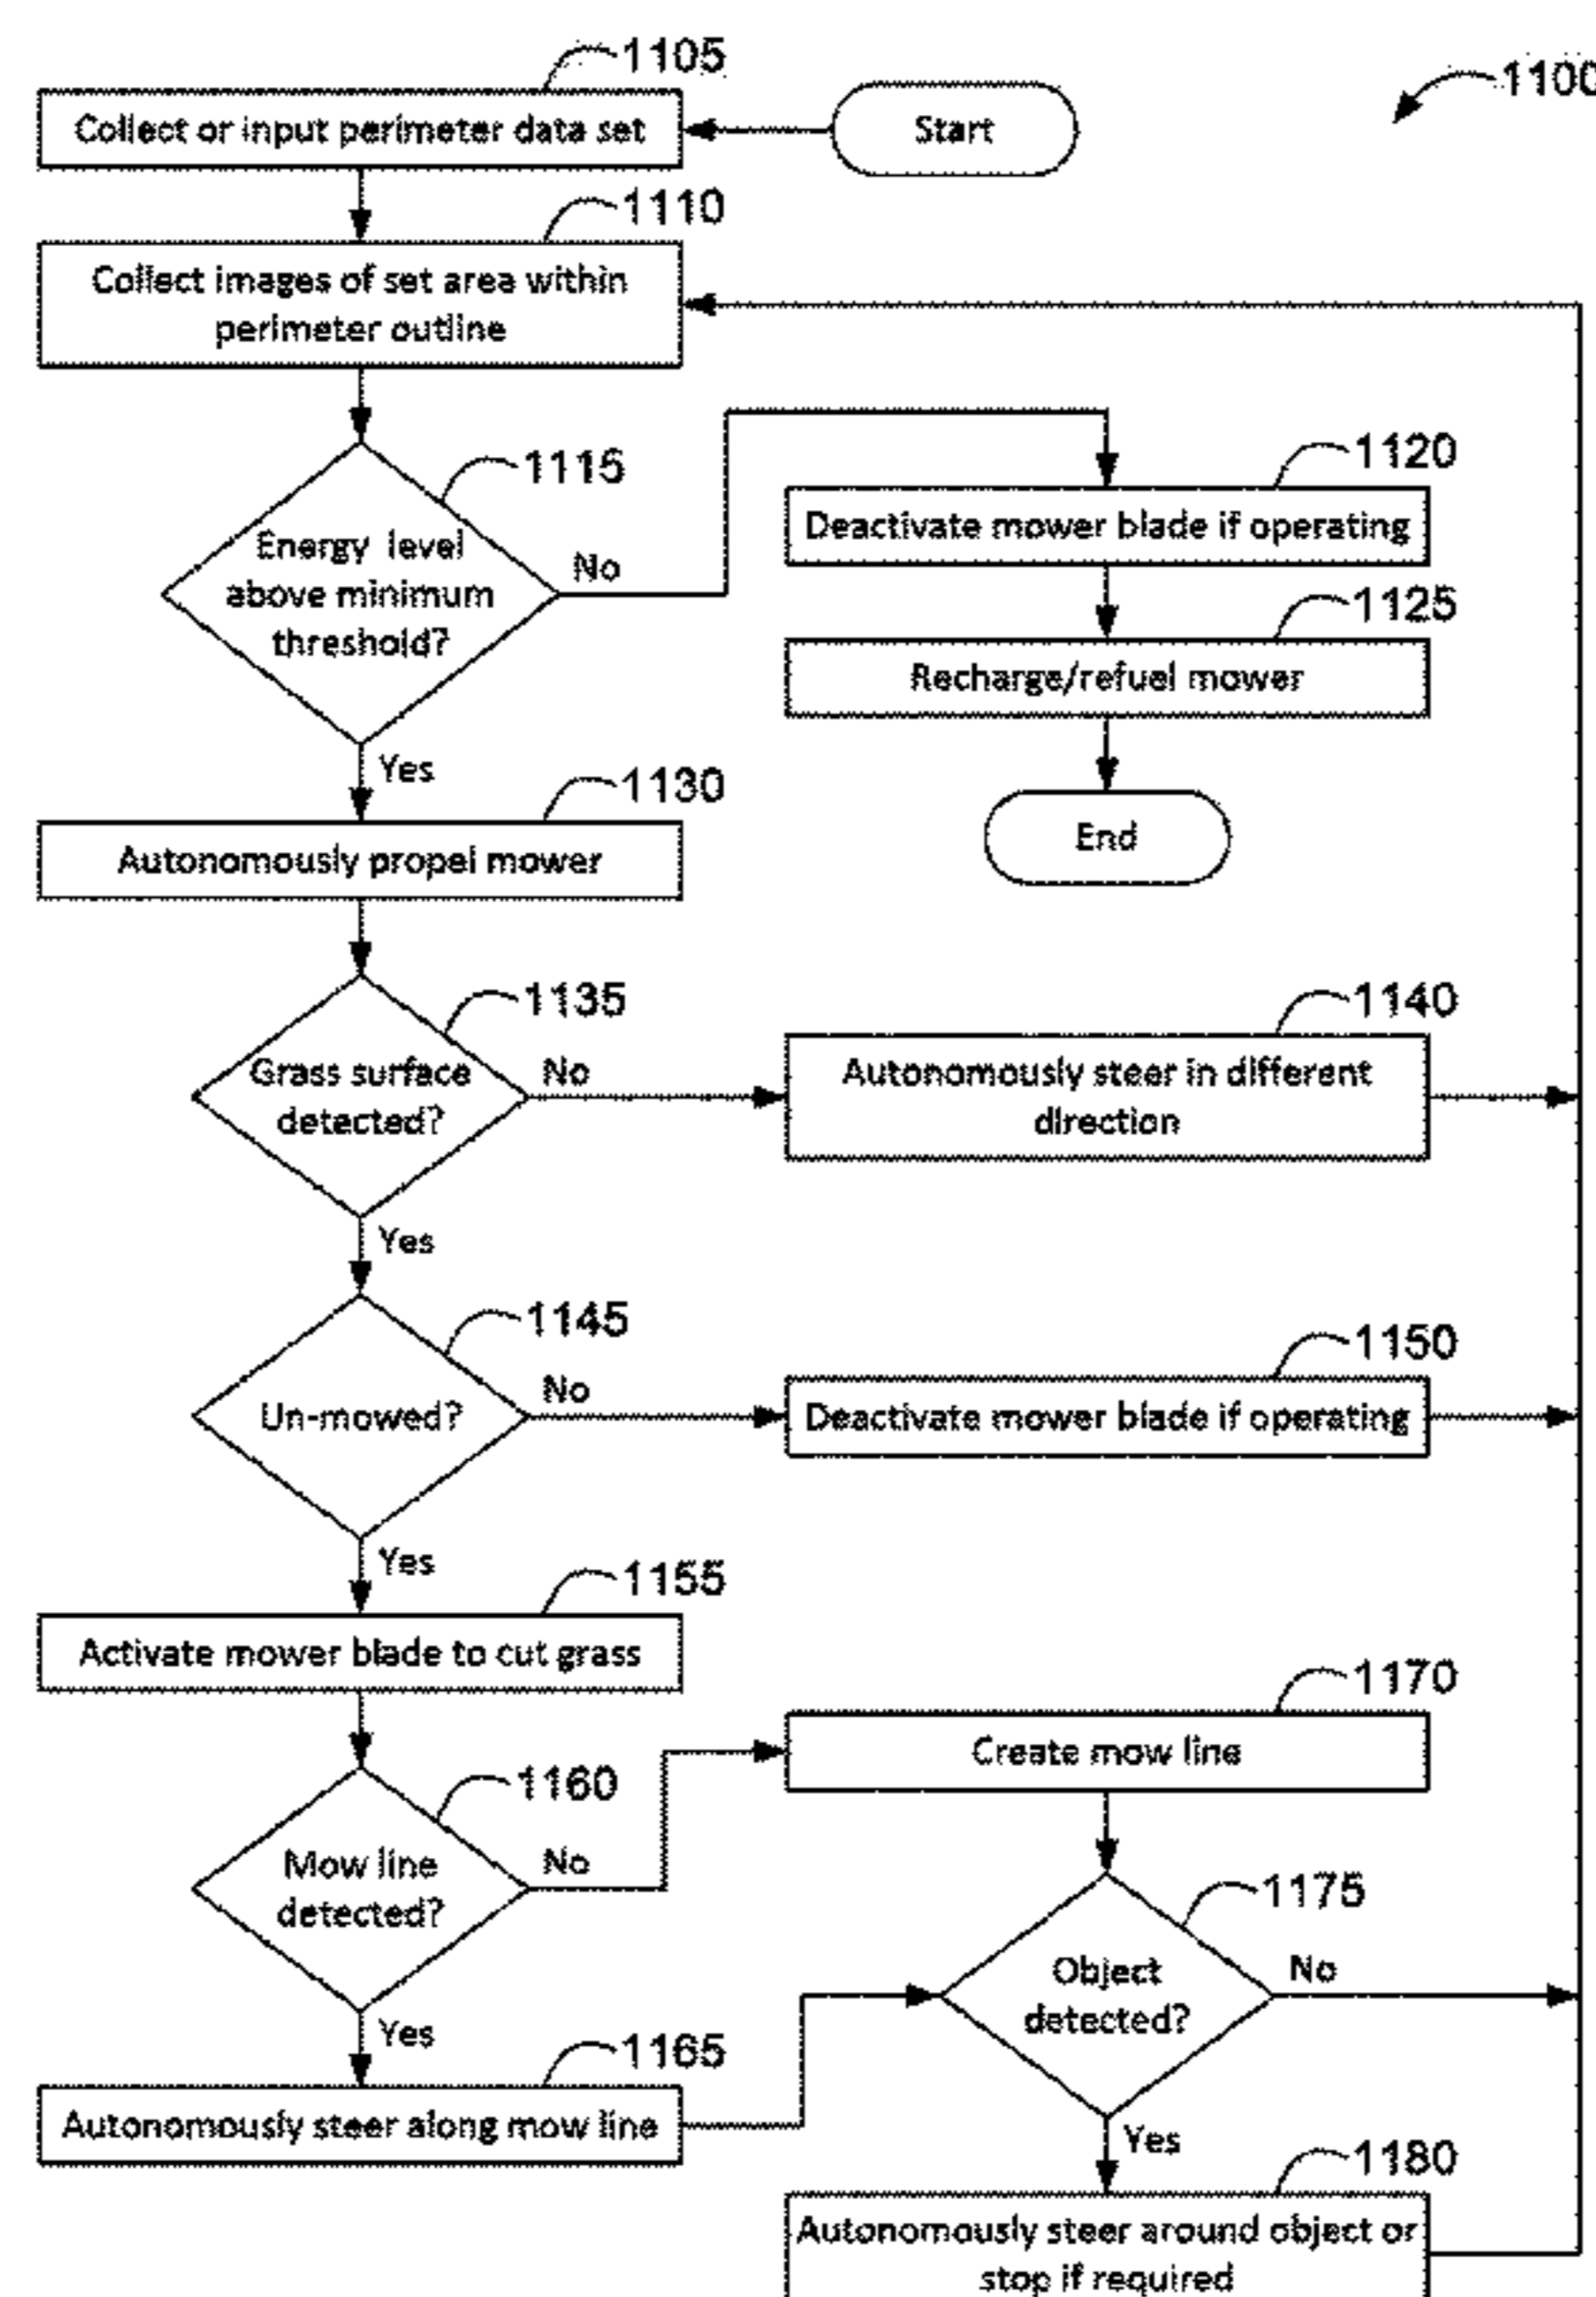 1105
1100
Collect or input perimeter data set
Start
1110
Collect images of set area within
perimeter outline
1115
Energy level
above minimum
threshold?
No
Yes
1120
Deactivate mower blade if operating
1125
Recharge/refuel mower
End
1130
Autonomously propel mower
1135
Grass surface
detected?
No
Yes
1140
Autonomously steer in different
direction
1145
Un-mowed?
No
Yes
1150
Deactivate mower blade if operating
1155
Activate mower blade to cut grass
1160
Mow line
detected?
No
Yes
1165
Autonomously steer along mow line
1170
Create mow line
1175
Object
detected?
No
Yes
1180
Autonomously steer around object or
stop if required